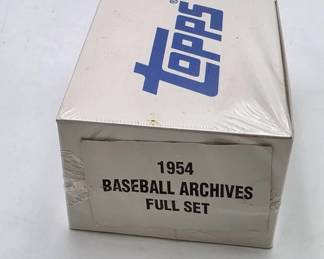 topps®
1954
BASEBALL ARCHIVES
FULL SET